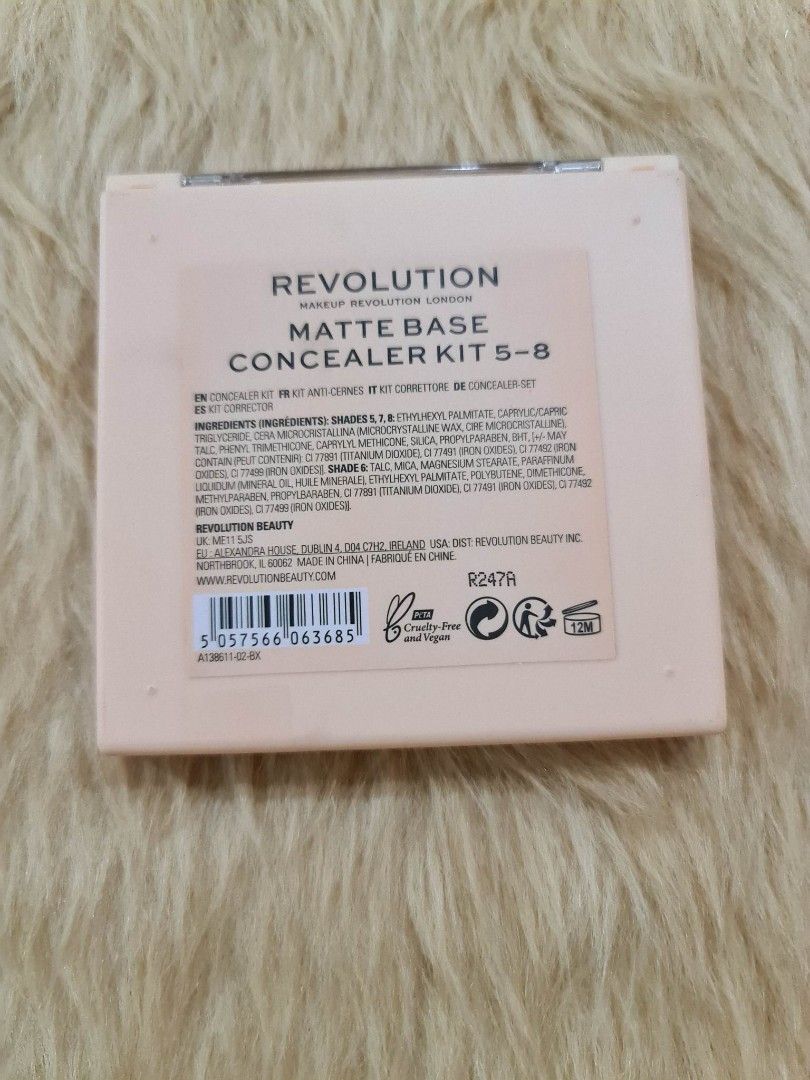 REVOLUTION
MAKEUP REVOLUTION LONDON
MATTE BASE
CONCEALER KIT 5-8
EN CONCEALER KIT FR KIT ANTI-CERNES IT KIT CORRETTORE DE CONCEALER-SET
ES KIT CORRECTOR
INGREDIENTS (INGRÉDIENTS): SHADES 5, 7, 8: ETHYLHEXYL PALMITATE, CAPRYLIC/CAPRIC
TRIGLYCERIDE, CERA MICROCRISTALLINA (MICROCRYSTALLINE WAX, CIRE MICROCRISTALLINE),
TALC, PHENYL TRIMETHICONE, CAPRYLYL METHICONE, SILICA, PROPYLPARABEN, BHT, [+/- MAY
CONTAIN (PEUT CONTENIR): CI 77891 (TITANIUM DIOXIDE), CI 77491 (IRON OXIDES), CI 77492 (IRON
OXIDES), CI 77499 (IRON OXIDES)]. SHADE 6: TALC, MICA, MAGNESIUM STEARATE, PARAFFINUM
LIQUIDUM (MINERAL OIL, HUILE MINERALE), ETHYLHEXYL PALMITATE, POLYBUTENE, DIMETHICONE,
METHYLPARABEN, PROPYLBARABEN, CI 77891 (TITANIUM DIOXIDE), CI 77491 (IRON OXIDES), CI 77492
(IRON OXIDES), CI 77499 (IRON OXIDES)].
REVOLUTION BEAUTY
UK: ME11 5JS
EU : ALEXANDRA HOUSE, DUBLIN 4, D04 C7H2, IRELAND USA: DIST: REVOLUTION BEAUTY INC.
NORTHBROOK, IL 60062 MADE IN CHINA | FABRIQUÉ EN CHINE.
WWW.REVOLUTIONBEAUTY.COM
R247A
5 057566 063685
PETA
Cruelty-Free
and Vegan
12M
A138611-02-BX